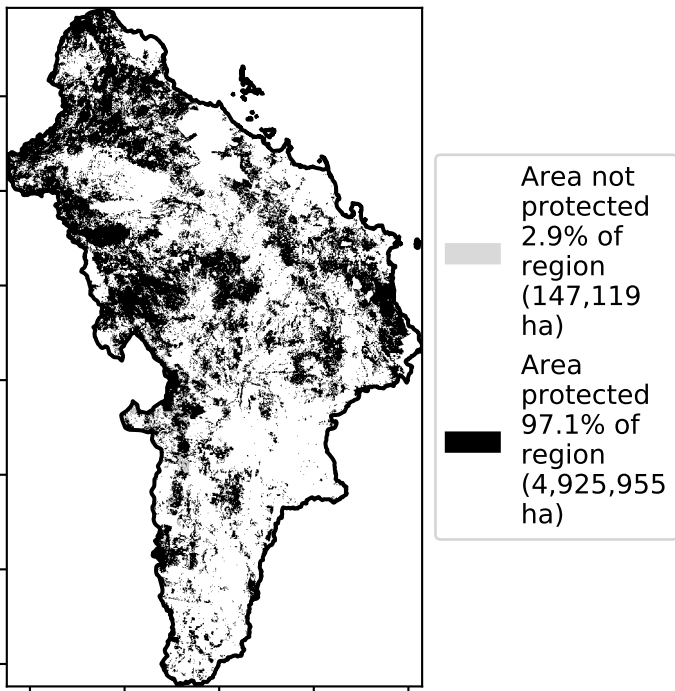 Area not
protected
2.9% of
region
(147,119
ha)
Area
protected
97.1% of
region
(4,925,955
ha)